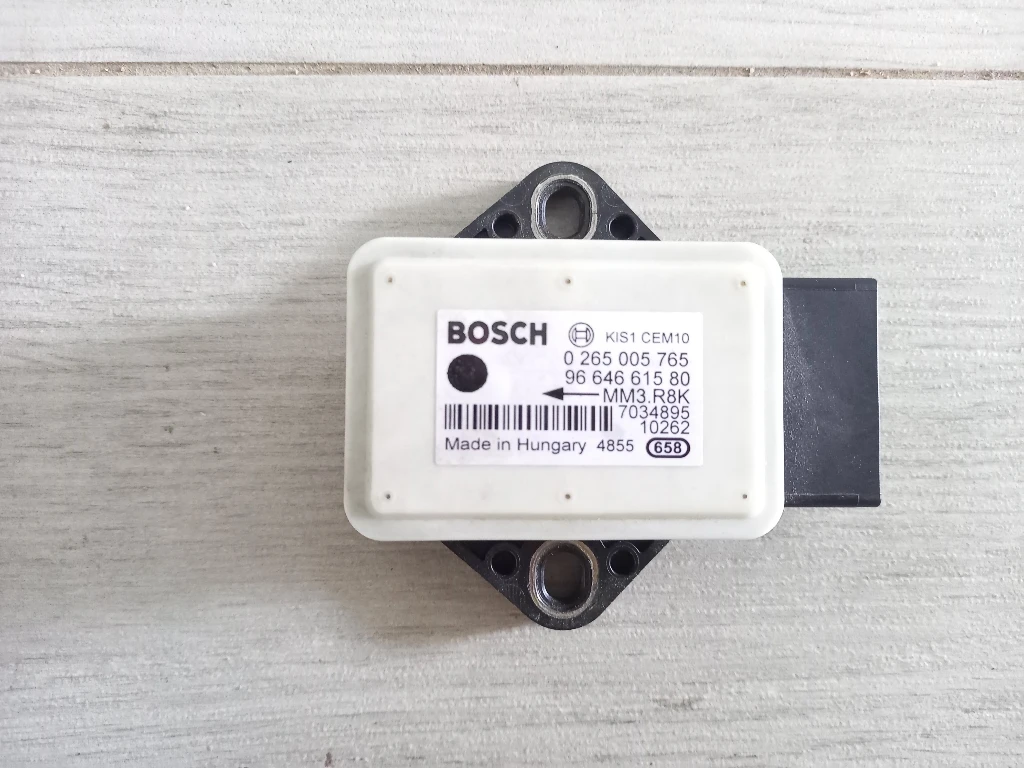 BOSCH KIS1 CEM10
0 265 005 765
96 646 615 80
MM3.R8K
7034895
10262
Made in Hungary 4855 658